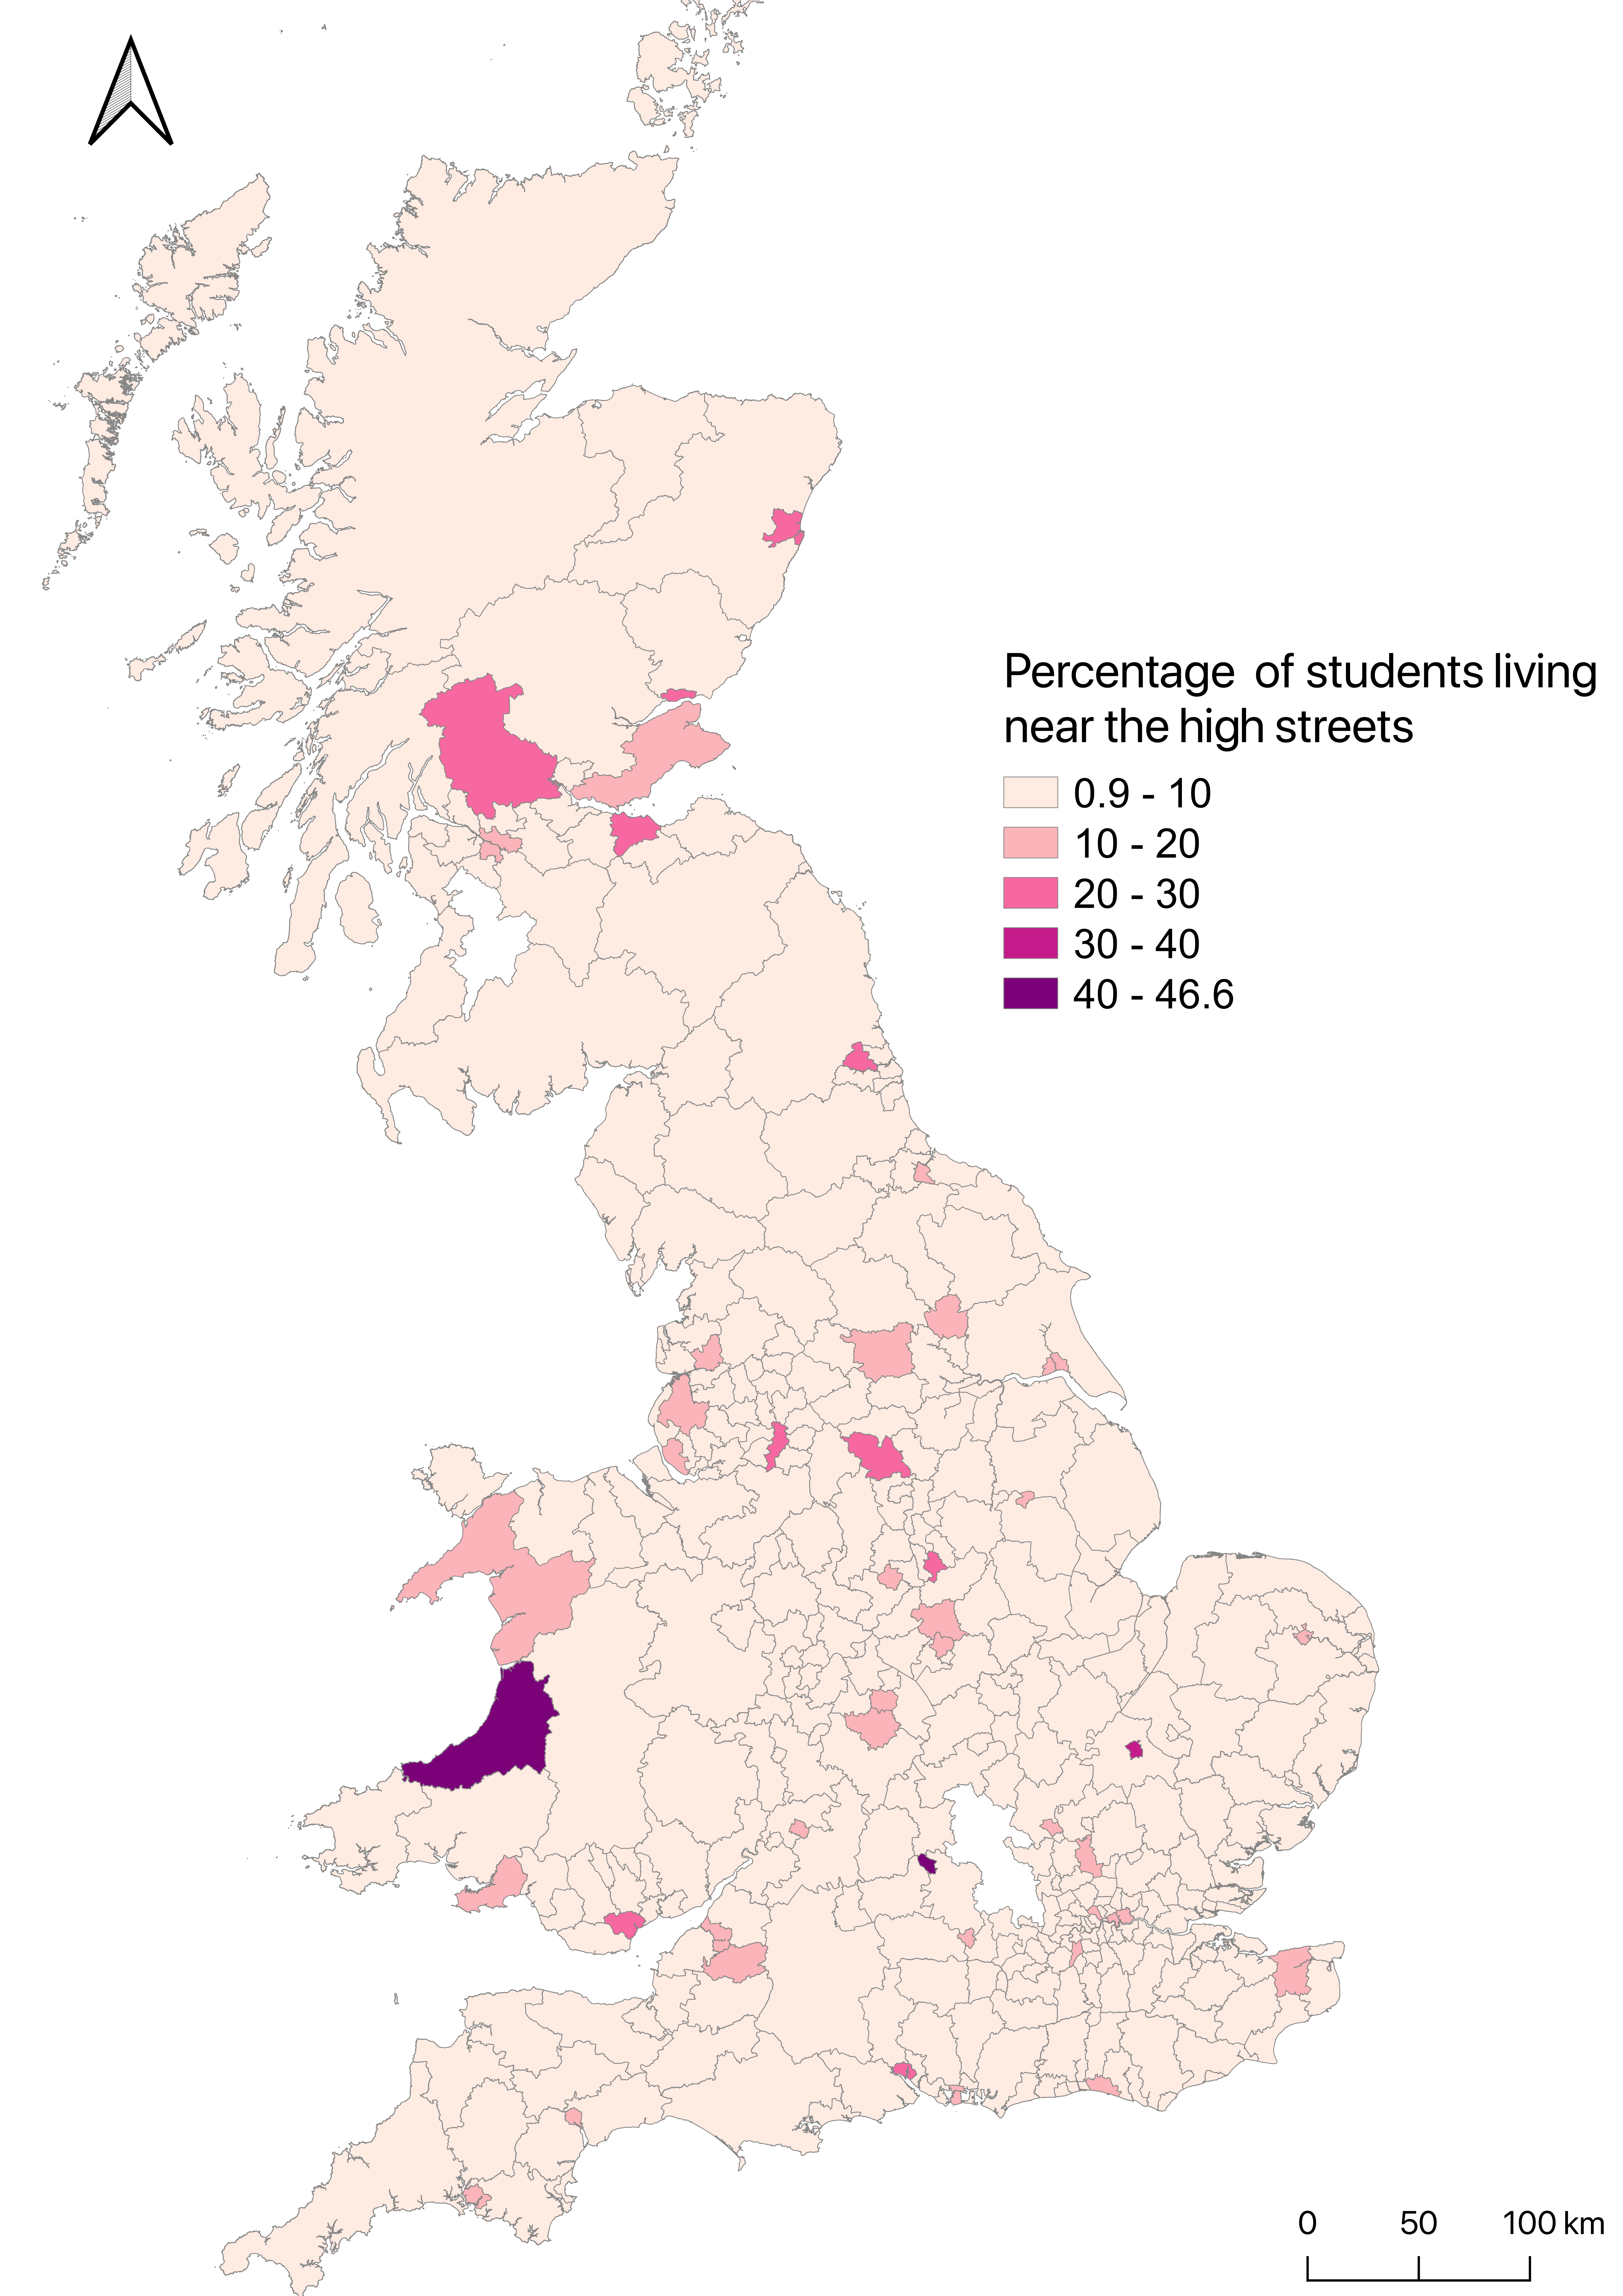 Percentage of students living
near the high streets
0.9 - 10
10 - 20
20 - 30
30 - 40
40 - 46.6
0 50 100 km